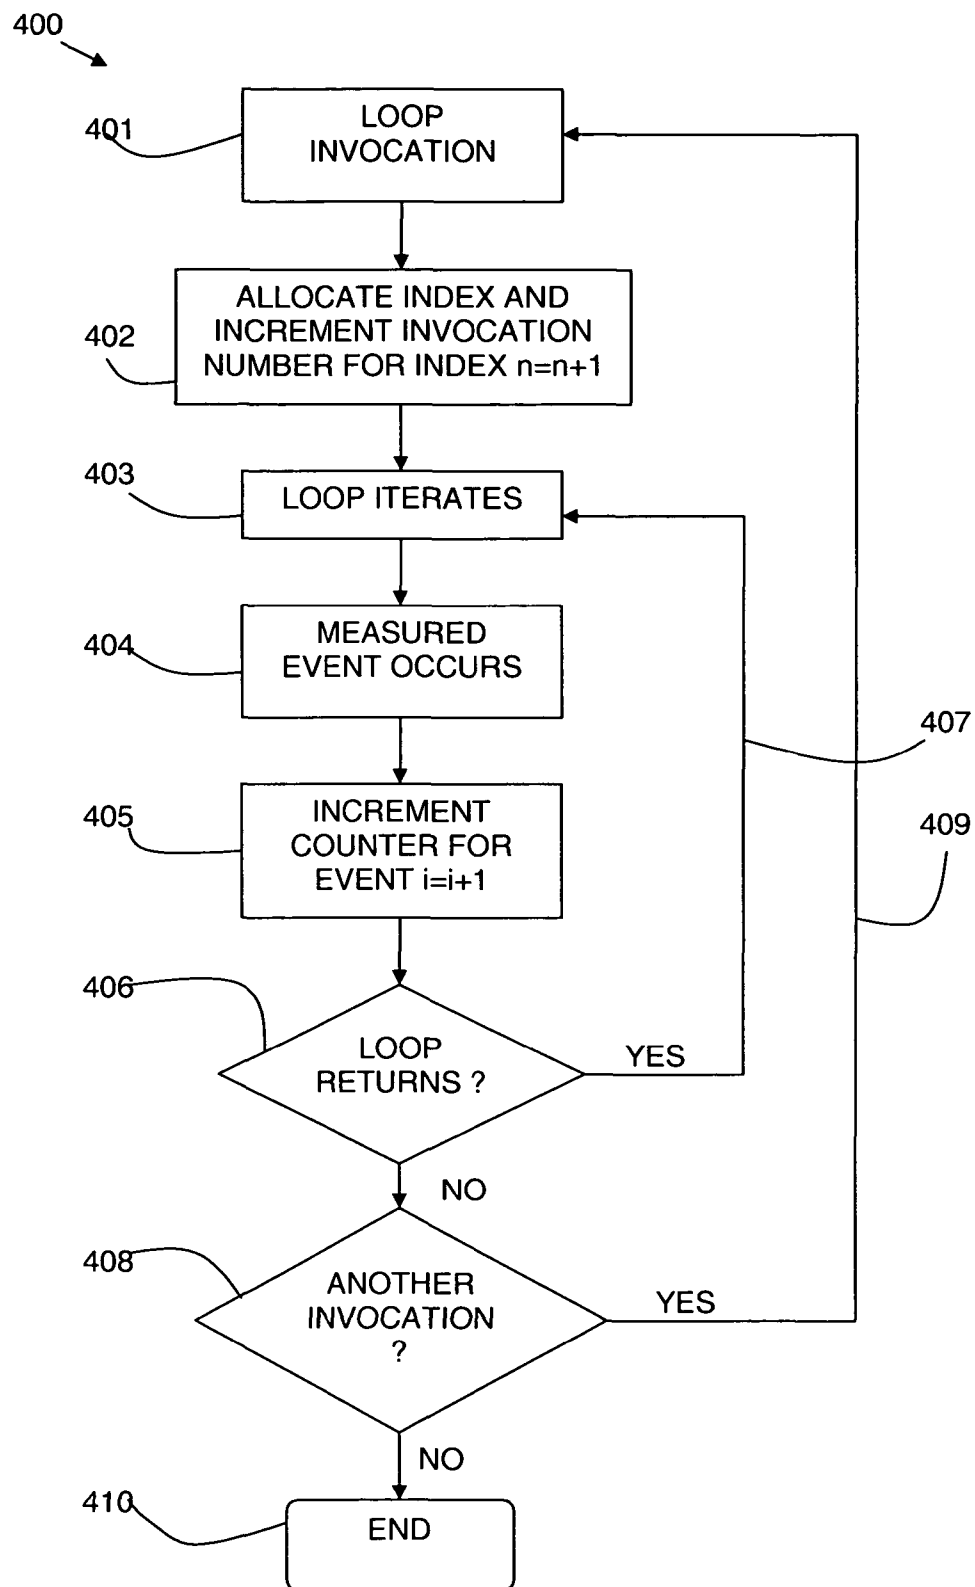 400
401
LOOP
INVOCATION
402
ALLOCATE INDEX AND
INCREMENT INVOCATION
NUMBER FOR INDEX n=n+1
403
LOOP ITERATES
404
MEASURED
EVENT OCCURS
407
405
INCREMENT
COUNTER FOR
EVENT i=i+1
409
406
LOOP
RETURNS ?
YES
NO
408
ANOTHER
INVOCATION
?
YES
NO
410
END